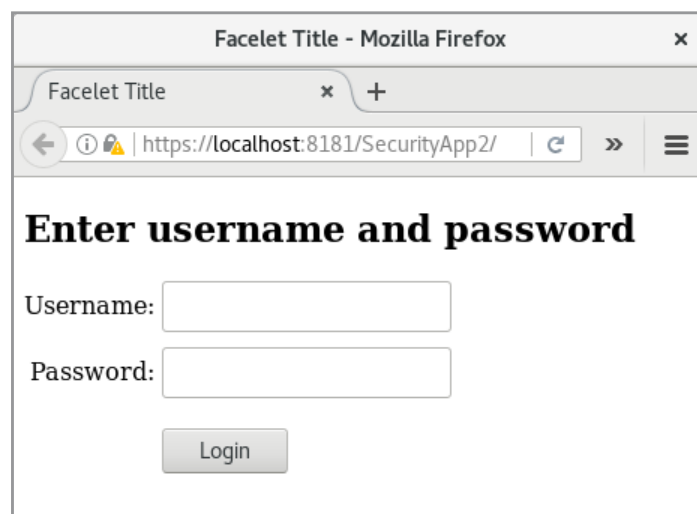 Facelet Title - Mozilla Firefox
Facelet Title
https://localhost:8181/SecurityApp2/
Enter username and password
Username:
Password:
Login